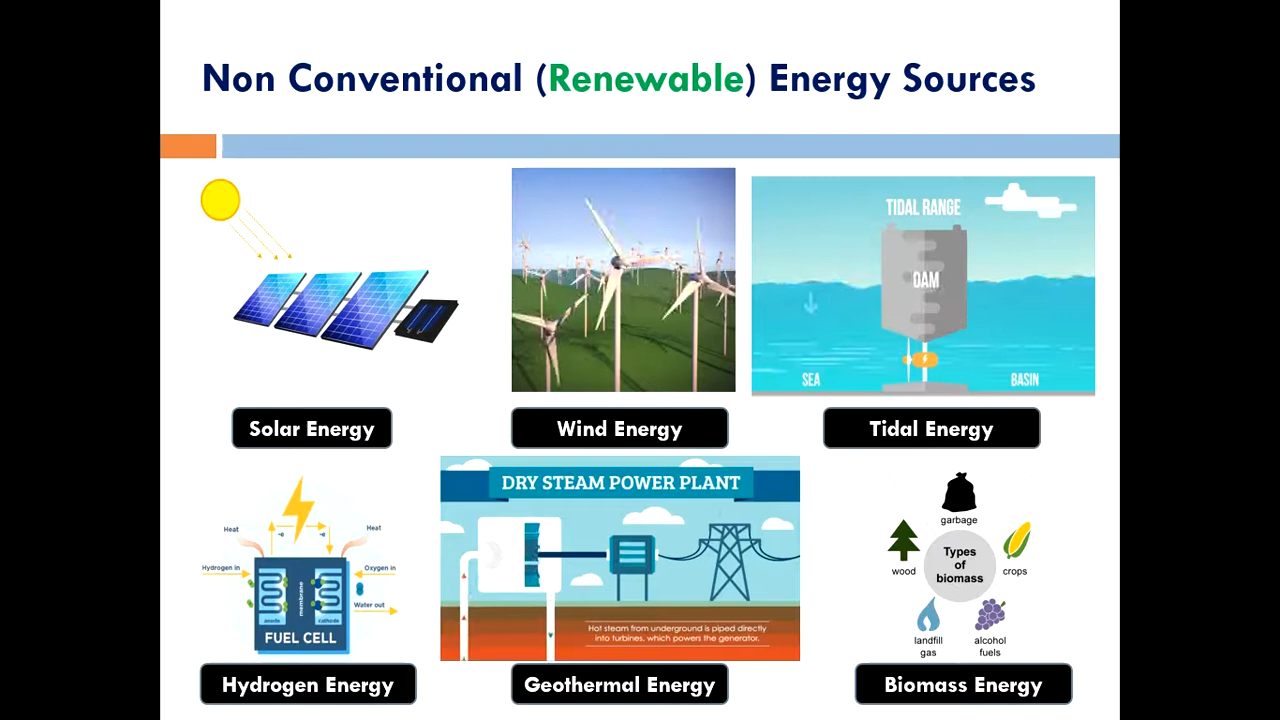 Non Conventional (Renewable) Energy Sources
TIDAL RANGE
DAM
SEA
BASIN
Solar Energy
Wind Energy
Tidal Energy
Heat
Heat
-e
-e
Hydrogen in
Oxygen in
membrane
Water out
anode
cathode
FUEL CELL
DRY STEAM POWER PLANT
Hot steam from underground is piped directly
into turbines, which powers the generator.
garbage
wood
Types
of
biomass
crops
landfill
gas
alcohol
fuels
Hydrogen Energy
Geothermal Energy
Biomass Energy